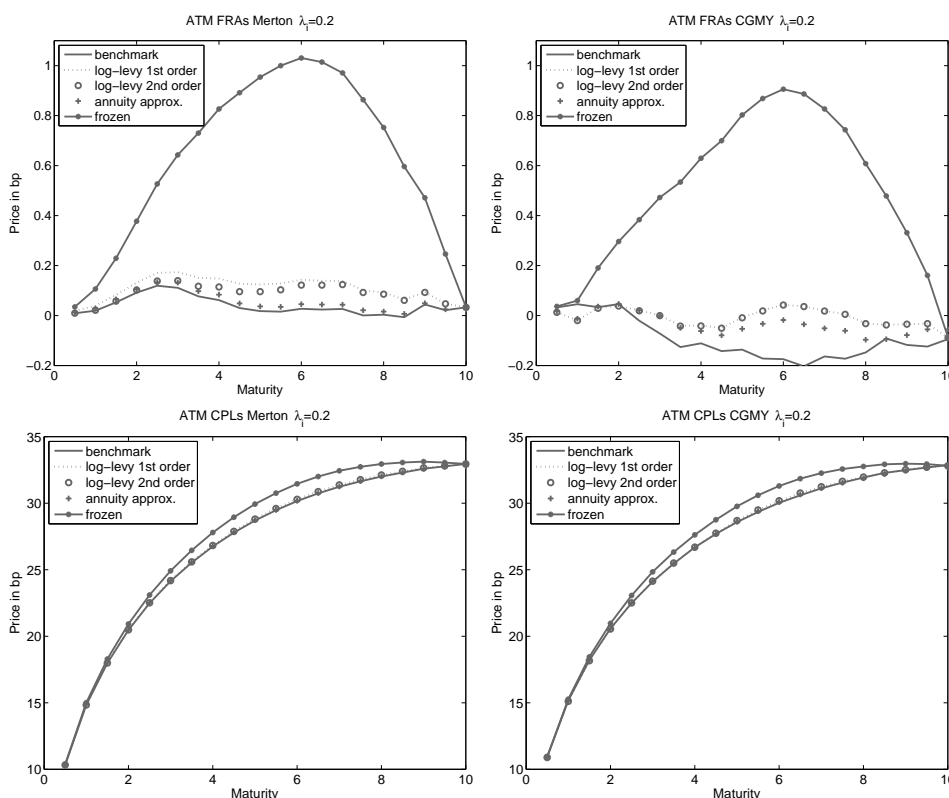 ATM FRAs Merton λi=0.2
benchmark
log−levy 1st order
log−levy 2nd order
annuity approx.
frozen
Price in bp
1
0.8
0.6
0.4
0.2
0
−0.2
0 2 4 6 8 10
Maturity
ATM FRAs CGMY λi=0.2
benchmark
log−levy 1st order
log−levy 2nd order
annuity approx.
frozen
Price in bp
1
0.8
0.6
0.4
0.2
0
−0.2
0 2 4 6 8 10
Maturity
ATM CPLs Merton λi=0.2
benchmark
log−levy 1st order
log−levy 2nd order
annuity approx.
frozen
Price in bp
35
30
25
20
15
10
0 2 4 6 8 10
Maturity
ATM CPLs CGMY λi=0.2
benchmark
log−levy 1st order
log−levy 2nd order
annuity approx.
frozen
Price in bp
35
30
25
20
15
10
0 2 4 6 8 10
Maturity